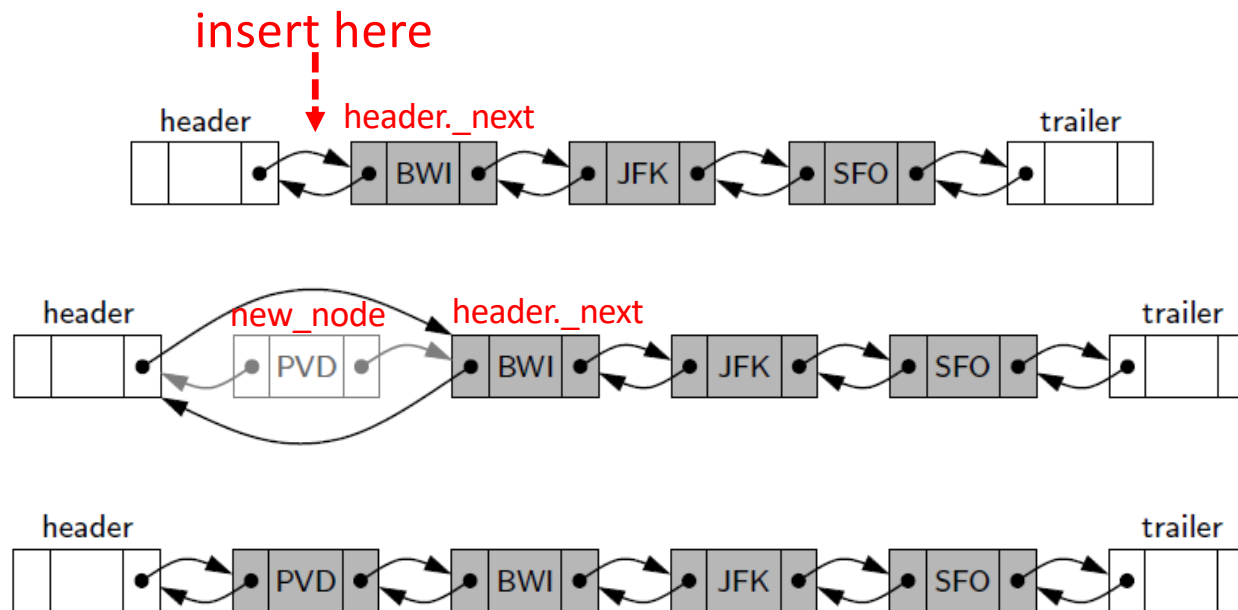 insert here
header header._next trailer
BWI JFK SFO
header new_node header._next trailer
PVD BWI JFK SFO
header trailer
PVD BWI JFK SFO